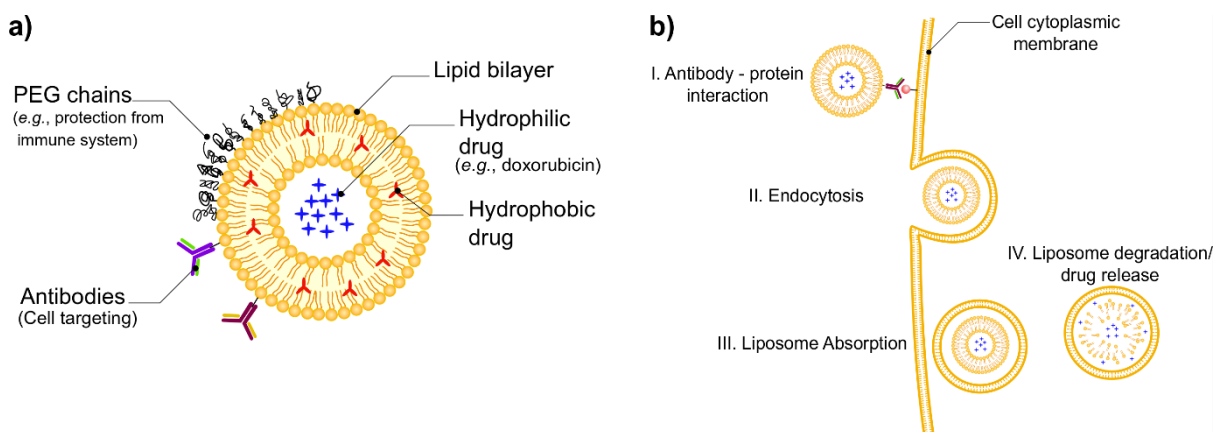 a)
PEG chains
(e.g., protection from
immune system)
Lipid bilayer
Hydrophilic
drug
(e.g., doxorubicin)
Hydrophobic
drug
Antibodies
(Cell targeting)
b)
Cell cytoplasmic
membrane
I. Antibody - protein
interaction
II. Endocytosis
IV. Liposome degradation/
drug release
III. Liposome Absorption